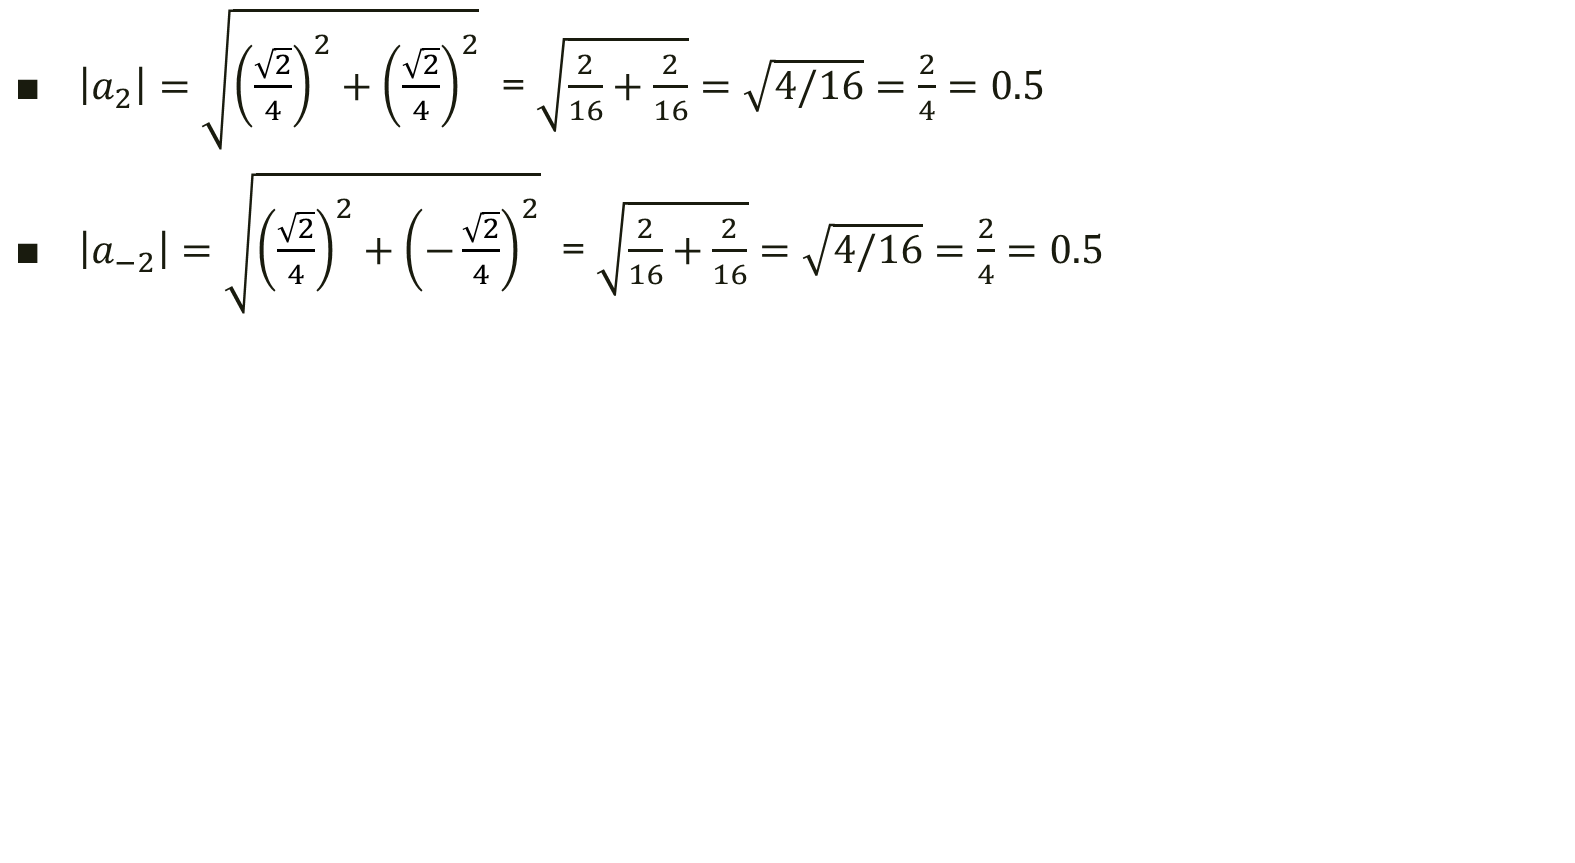 ▪ |a₂| = √((√2/4)² + (√2/4)²) = √(2/16 + 2/16) = √(4/16) = 2/4 = 0.5
▪ |a₋₂| = √((√2/4)² + (−√2/4)²) = √(2/16 + 2/16) = √(4/16) = 2/4 = 0.5